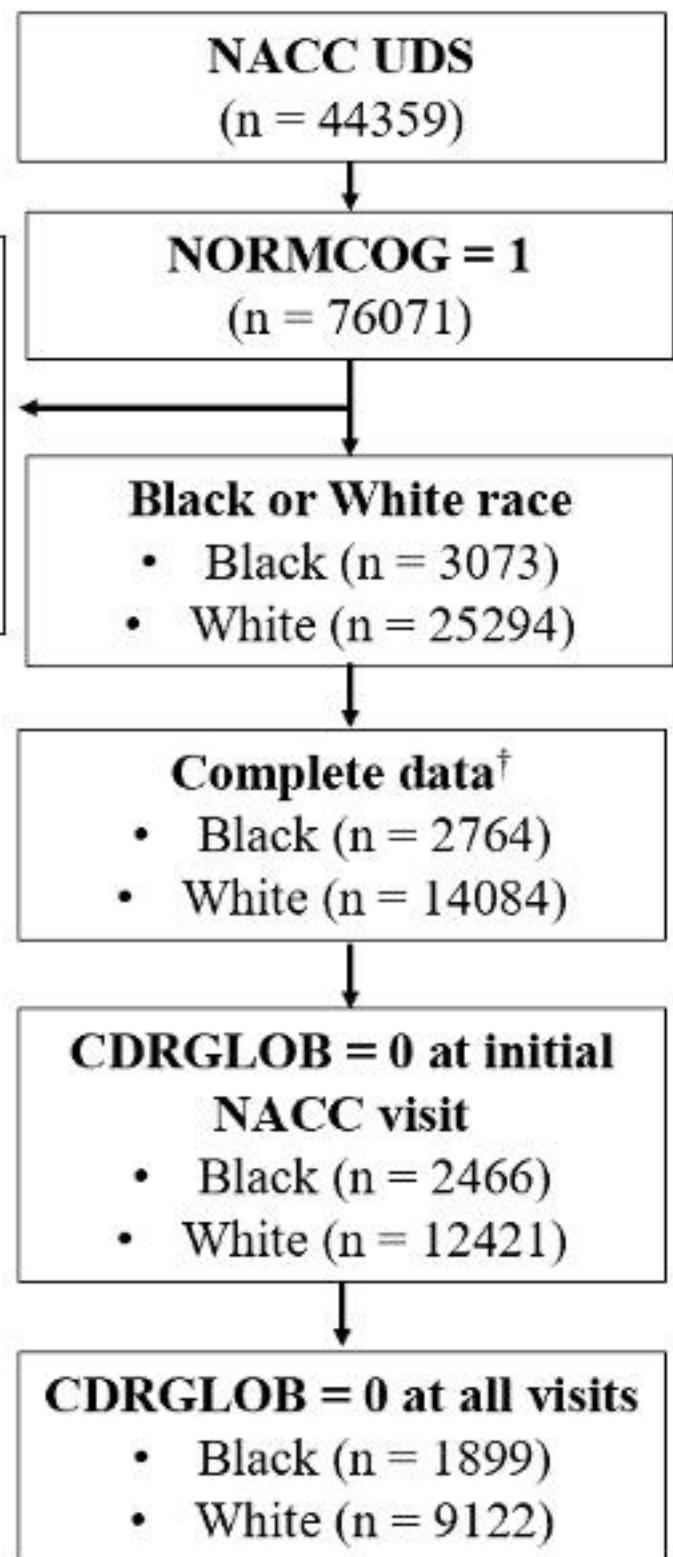 NACC UDS
(n = 44359)
NORMCOG = 1
(n = 76071)
Black or White race
• Black (n = 3073)
• White (n = 25294)
Complete data†
• Black (n = 2764)
• White (n = 14084)
CDRGLOB = 0 at initial
NACC visit
• Black (n = 2466)
• White (n = 12421)
CDRGLOB = 0 at all visits
• Black (n = 1899)
• White (n = 9122)